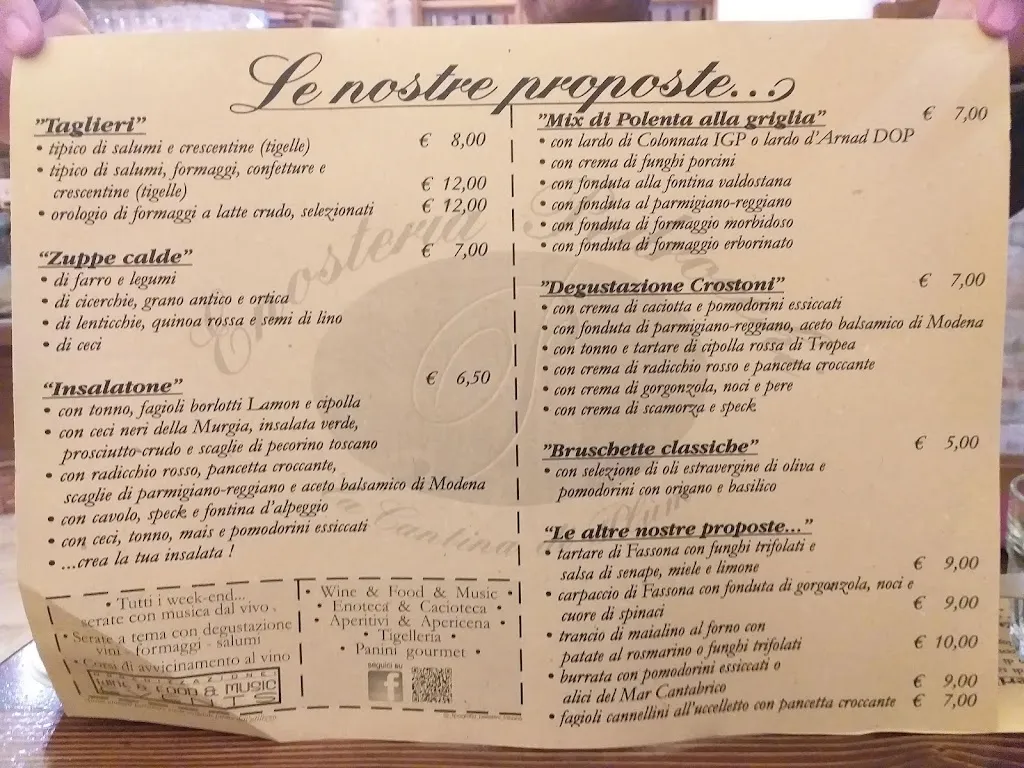 Le nostre proposte...
"Taglieri"
• tipico di salumi e crescentine (tigelle) € 8,00
• tipico di salumi, formaggi, confetture e
crescentine (tigelle) € 12,00
• orologio di formaggi a latte crudo, selezionati € 12,00
"Zuppe calde" € 7,00
• di farro e legumi
• di cicerchie, grano antico e ortica
• di lenticchie, quinoa rossa e semi di lino
• di ceci
"Insalatone" € 6,50
• con tonno, fagioli borlotti Lamon e cipolla
• con ceci neri della Murgia, insalata verde,
prosciutto crudo e scaglie di pecorino toscano
• con radicchio rosso, pancetta croccante,
scaglie di parmigiano-reggiano e aceto balsamico di Modena
• con cavolo, speck e fontina d'alpeggio
• con ceci, tonno, mais e pomodorini essiccati
• ...crea la tua insalata !
• Tutti i week-end...
serate con musica dal vivo
• Serate a tema con degustazione
vini - formaggi - salumi
• Corsi di avvicinamento al vino
WINE & FOOD & MUSIC
• Wine & Food & Music •
• Enoteca & Cacioteca •
• Aperitivi & Apericena •
• Tigelleria •
• Panini gourmet •
seguici su
f
"Mix di Polenta alla griglia" € 7,00
• con lardo di Colonnata IGP o lardo d'Arnad DOP
• con crema di funghi porcini
• con fonduta alla fontina valdostana
• con fonduta al parmigiano-reggiano
• con fonduta di formaggio morbidoso
• con fonduta di formaggio erborinato
"Degustazione Crostoni" € 7,00
• con crema di caciotta e pomodorini essiccati
• con fonduta di parmigiano-reggiano, aceto balsamico di Modena
• con tonno e tartare di cipolla rossa di Tropea
• con crema di radicchio rosso e pancetta croccante
• con crema di gorgonzola, noci e pere
• con crema di scamorza e speck
"Bruschette classiche" € 5,00
• con selezione di oli estravergine di oliva e
pomodorini con origano e basilico
"Le altre nostre proposte..."
• tartare di Fassona con funghi trifolati e
salsa di senape, miele e limone € 9,00
• carpaccio di Fassona con fonduta di gorgonzola, noci e
cuore di spinaci € 9,00
• trancio di maialino al forno con
patate al rosmarino o funghi trifolati € 10,00
• burrata con pomodorini essiccati o
alici del Mar Cantabrico € 9,00
• fagioli cannellini all'uccelletto con pancetta croccante € 7,00
Enosteria
La Cantina